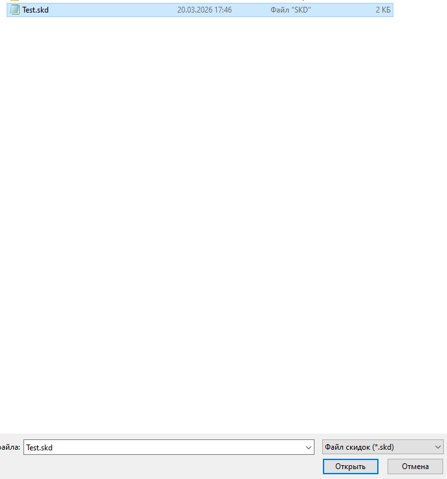 Test.skd 20.03.2026 17:46 Файл "SKD" 2 КБ
айла: Test.skd Файл скидок (*.skd)
Открыть Отмена